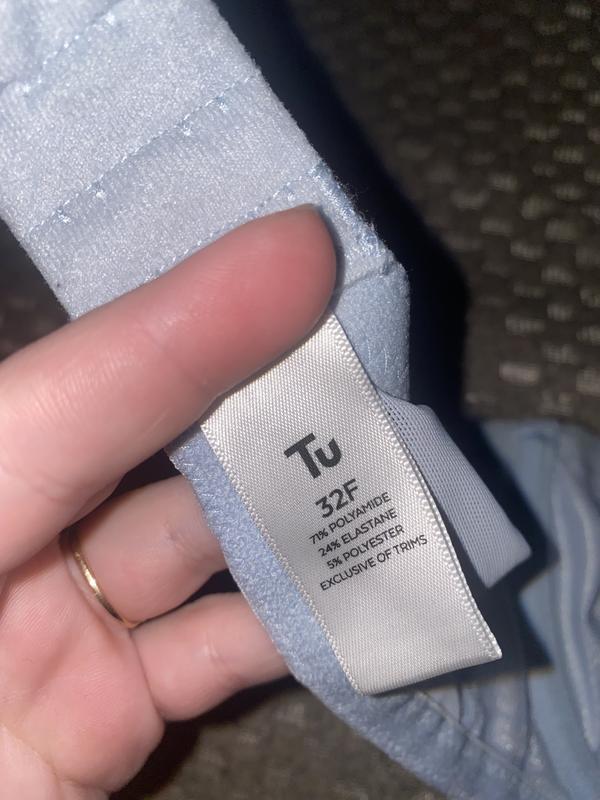 Tu
32F
71% POLYAMIDE
24% ELASTANE
5% POLYESTER
EXCLUSIVE OF TRIMS